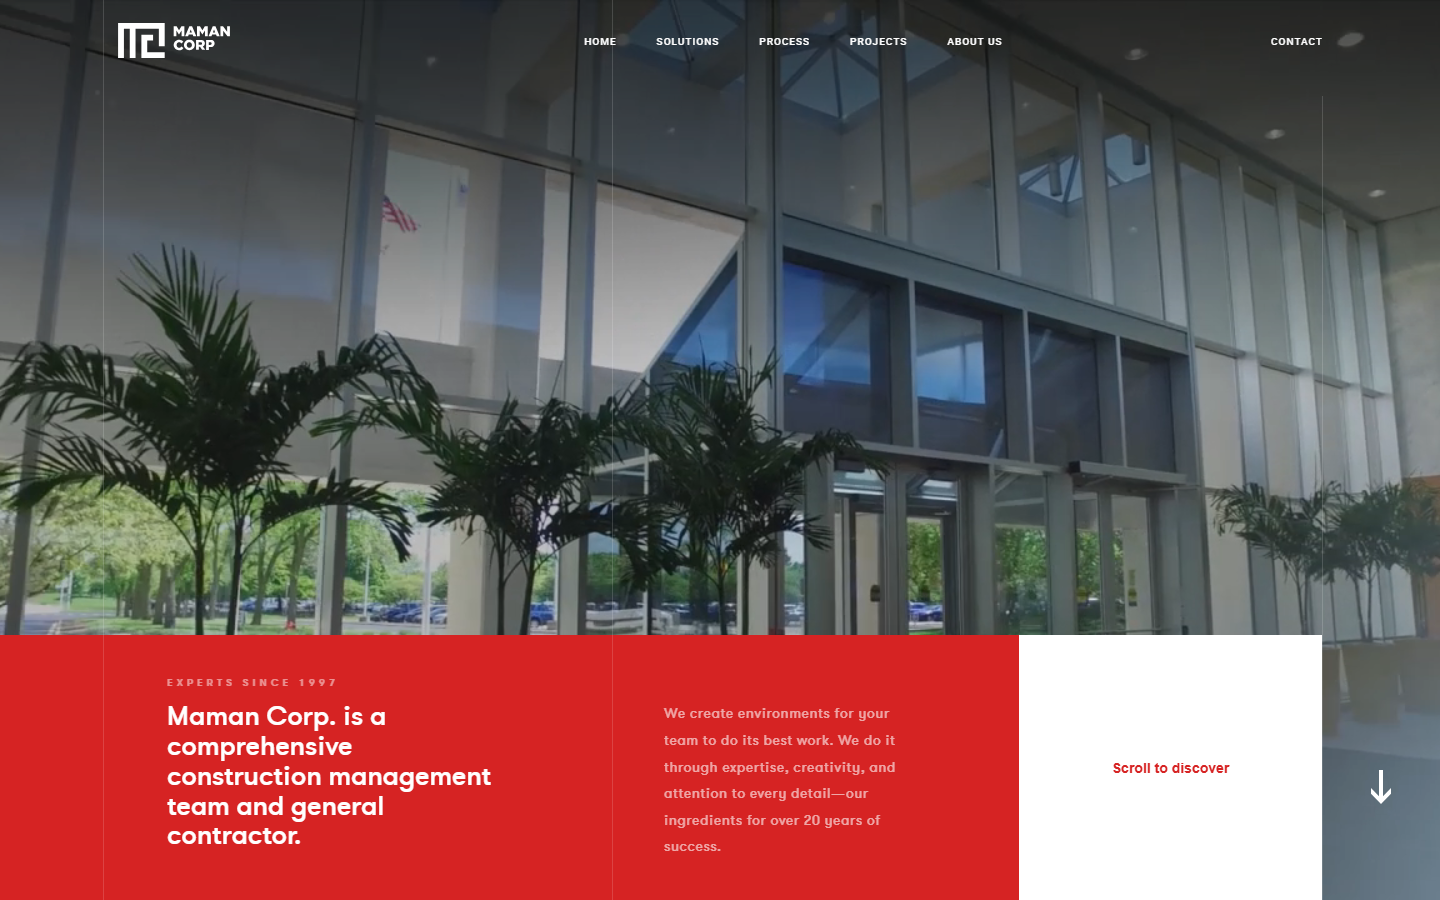 MAMAN
CORP
HOME
SOLUTIONS
PROCESS
PROJECTS
ABOUT US
CONTACT
EXPERTS SINCE 1997
Maman Corp. is a
comprehensive
construction management
team and general
contractor.
We create environments for your
team to do its best work. We do it
through expertise, creativity, and
attention to every detail—our
ingredients for over 20 years of
success.
Scroll to discover